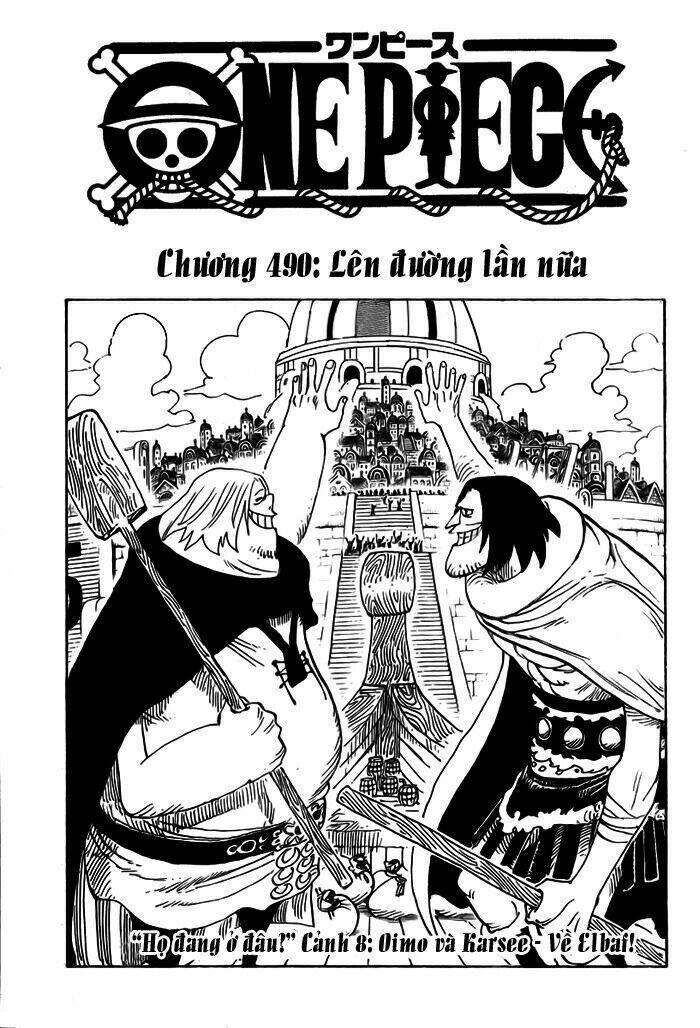 ワンピース
ONE PIECE
Chương 490: Lên đường lần nữa
“Họ đang ở đâu?” Cảnh 8: Oimo và Karsee - Về Elbaf!